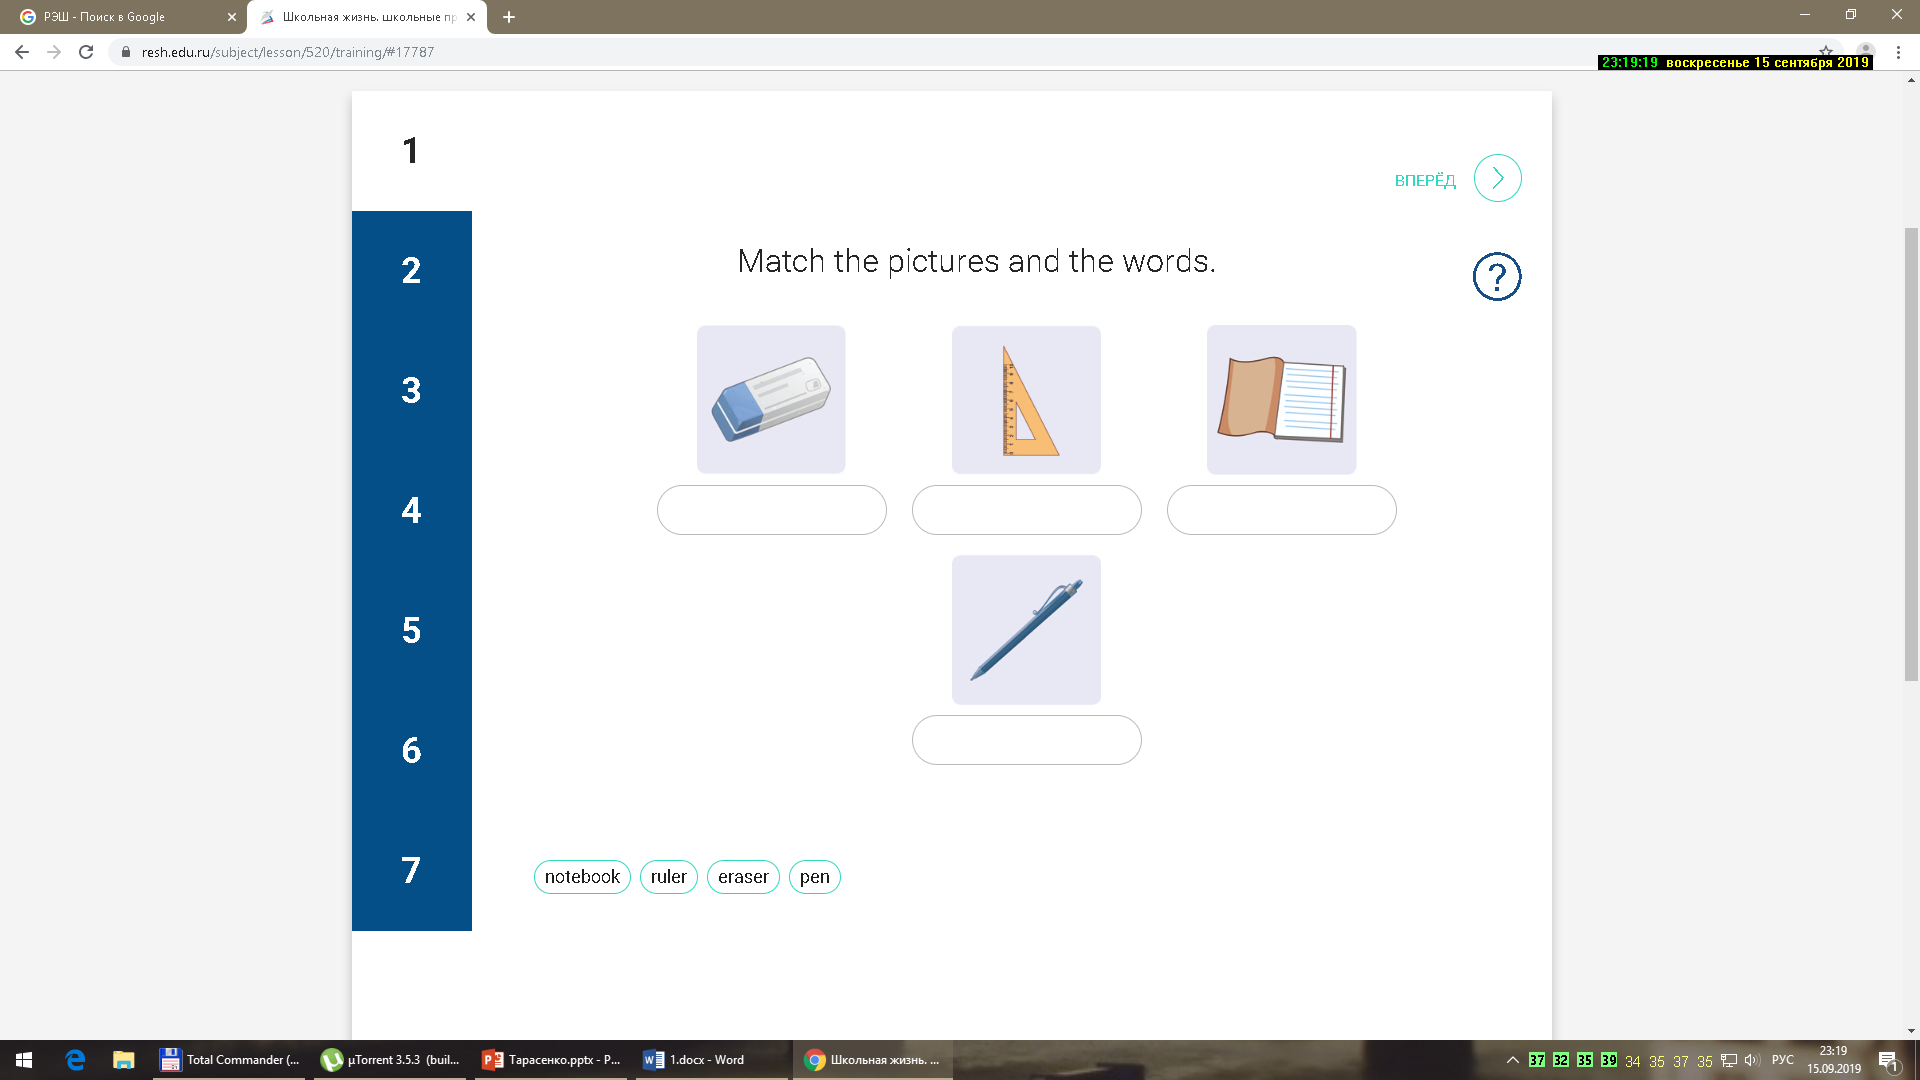 РЭШ - Поиск в Google
Школьная жизнь. школьные пр
resh.edu.ru/subject/lesson/520/training/#17787
23:19:19 воскресенье 15 сентября 2019
1
ВПЕРЁД
2
Match the pictures and the words.
?
3
4
5
6
7
notebook ruler eraser pen
Total Commander (...
µTorrent 3.5.3 (buil...
Тарасенко.pptx - P...
1.docx - Word
Школьная жизнь. ...
37 32 35 39 34 35 37 35
РУС
23:19
15.09.2019
1